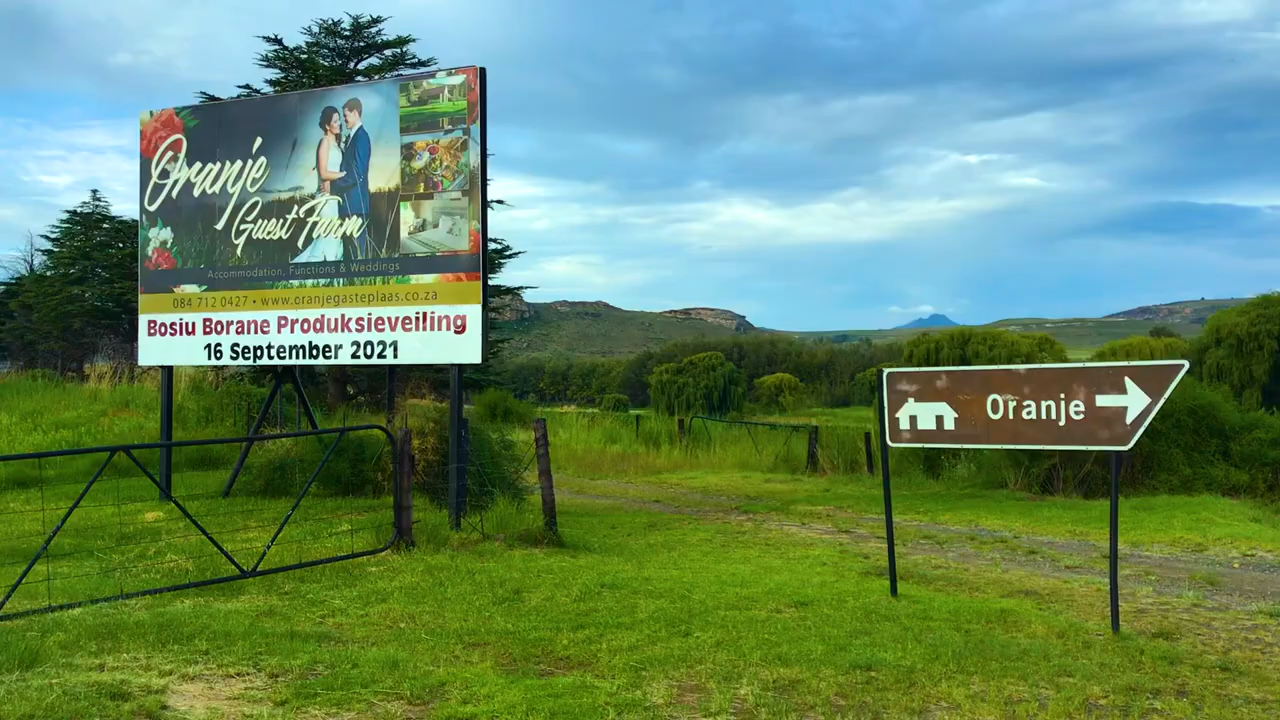 Oranje
Guest Farm
Accommodation, Functions & Weddings
084 712 0427 • www.oranjegasteplaas.co.za
Bosiu Borane Produksieveiling
16 September 2021
Oranje